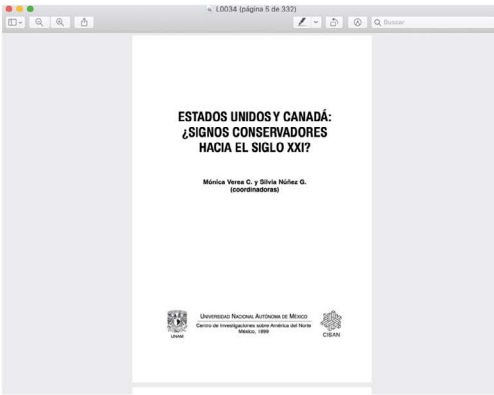 L0034 (página 5 de 332)
Buscar
ESTADOS UNIDOS Y CANADÁ:
¿SIGNOS CONSERVADORES
HACIA EL SIGLO XXI?
Mónica Verea C. y Silvia Núñez G.
(coordinadoras)
UNIVERSIDAD NACIONAL AUTÓNOMA DE MÉXICO
Centro de Investigaciones sobre América del Norte
México, 1999
UNAM
CISAN